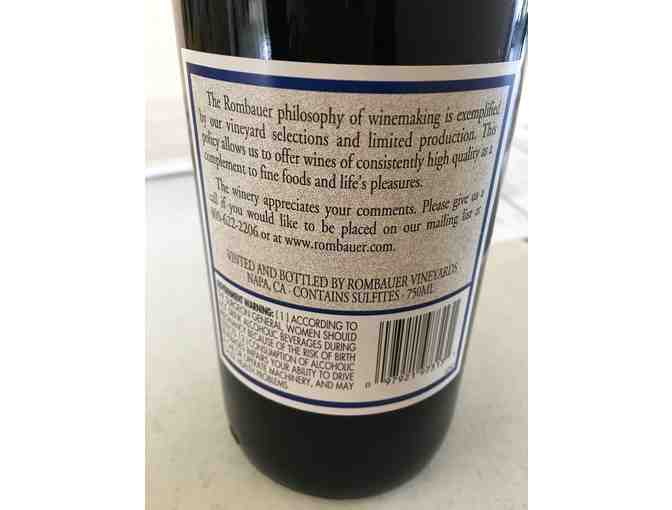 The Rombauer philosophy of winemaking is exemplified
by our vineyard selections and limited production. This
policy allows us to offer wines of consistently high quality as a
complement to fine foods and life's pleasures.
The winery appreciates your comments. Please give us a
call if you would like to be placed on our mailing list at
800-622-2206 or at www.rombauer.com.
VINTED AND BOTTLED BY ROMBAUER VINEYARDS
NAPA, CA · CONTAINS SULFITES · 750ML
WARNING: (1) ACCORDING TO
SURGEON GENERAL, WOMEN SHOULD
ALCOHOLIC BEVERAGES DURING
BECAUSE OF THE RISK OF BIRTH
CONSUMPTION OF ALCOHOLIC
IMPAIRS YOUR ABILITY TO DRIVE
MACHINERY, AND MAY
PROBLEMS